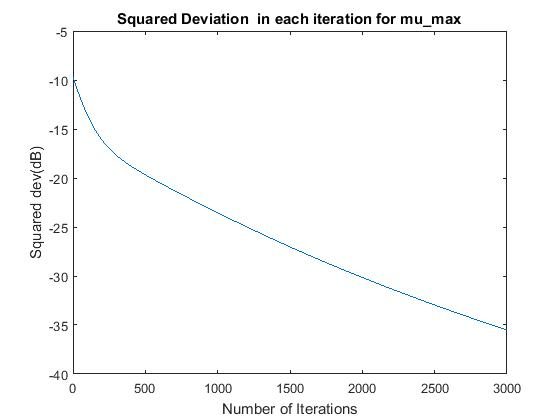 Squared Deviation in each iteration for mu_max
-5
-10
-15
-20
-25
-30
-35
-40
Squared dev(dB)
0 500 1000 1500 2000 2500 3000
Number of Iterations